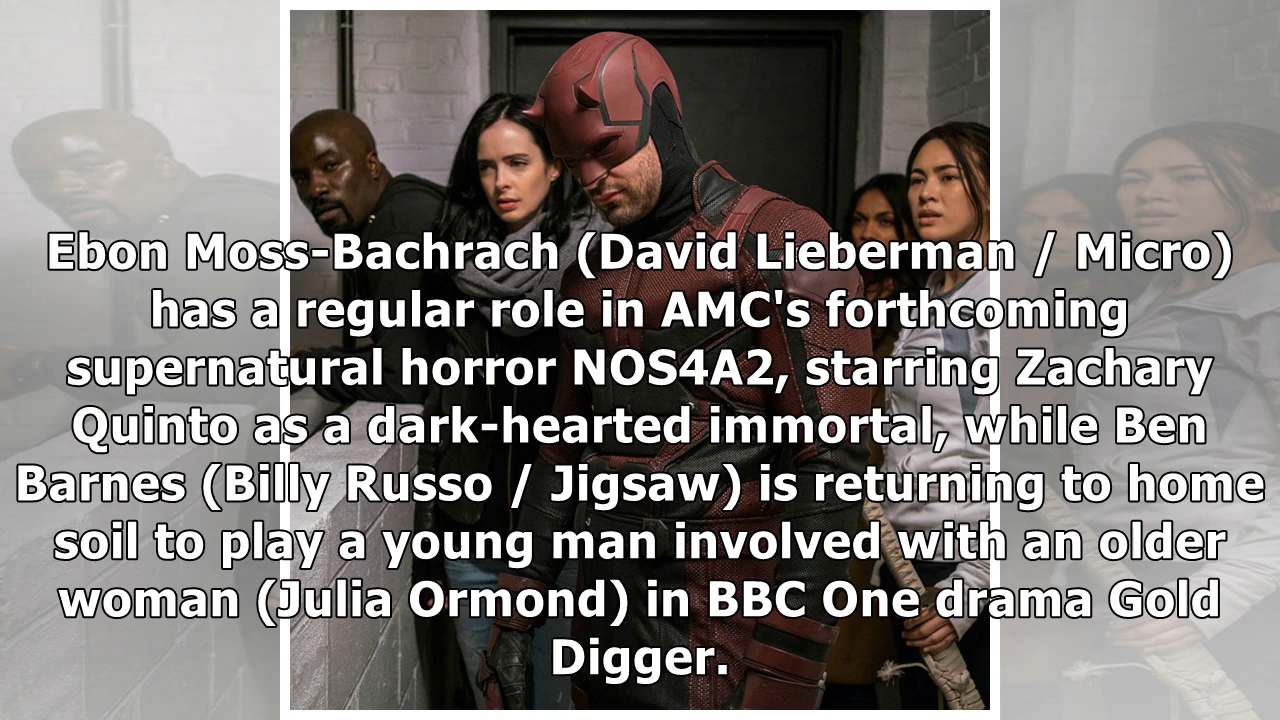 Ebon Moss-Bachrach (David Lieberman / Micro)
has a regular role in AMC's forthcoming
supernatural horror NOS4A2, starring Zachary
Quinto as a dark-hearted immortal, while Ben
Barnes (Billy Russo / Jigsaw) is returning to home
soil to play a young man involved with an older
woman (Julia Ormond) in BBC One drama Gold
Digger.